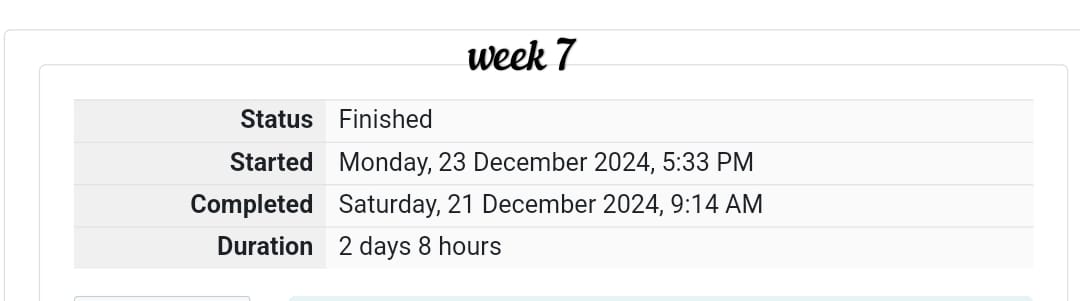 week 7
Status Finished
Started Monday, 23 December 2024, 5:33 PM
Completed Saturday, 21 December 2024, 9:14 AM
Duration 2 days 8 hours